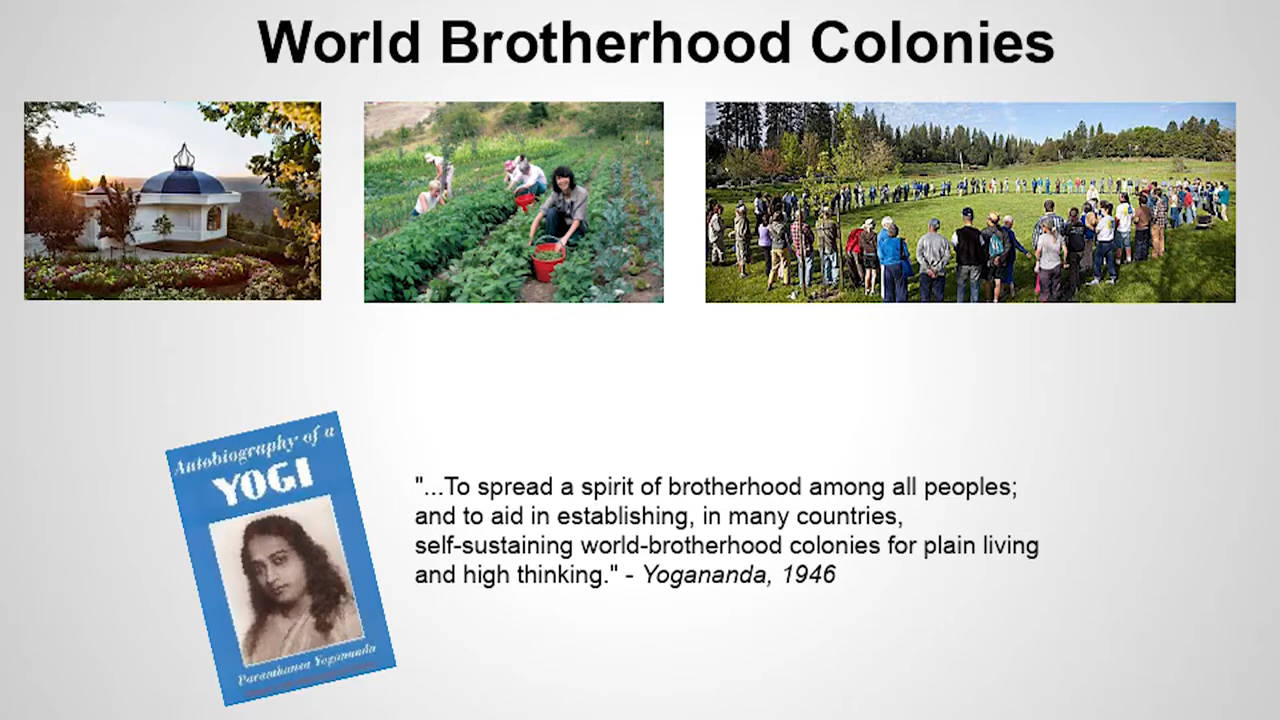 World Brotherhood Colonies
Autobiography of a
YOGI
Paramhansa Yogananda
"...To spread a spirit of brotherhood among all peoples;
and to aid in establishing, in many countries,
self-sustaining world-brotherhood colonies for plain living
and high thinking." - Yogananda, 1946